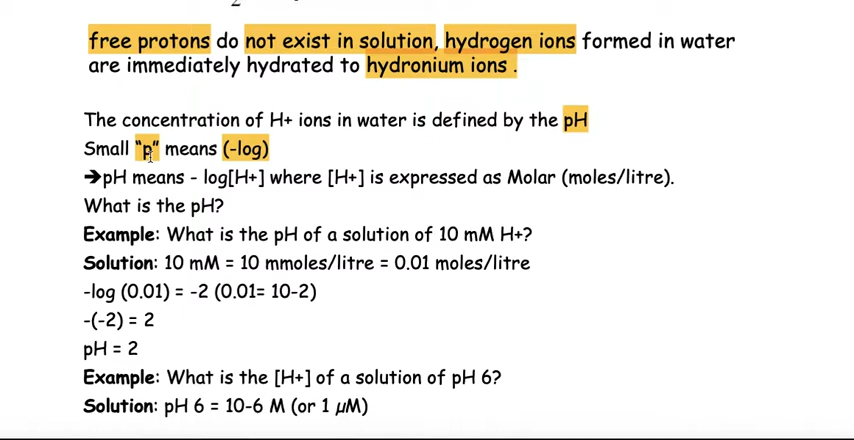 2
free protons do not exist in solution, hydrogen ions formed in water
are immediately hydrated to hydronium ions .
The concentration of H+ ions in water is defined by the pH
Small “p” means (-log)
➔pH means - log[H+] where [H+] is expressed as Molar (moles/litre).
What is the pH?
Example: What is the pH of a solution of 10 mM H+?
Solution: 10 mM = 10 mmoles/litre = 0.01 moles/litre
-log (0.01) = -2 (0.01= 10-2)
-(-2) = 2
pH = 2
Example: What is the [H+] of a solution of pH 6?
Solution: pH 6 = 10-6 M (or 1 µM)